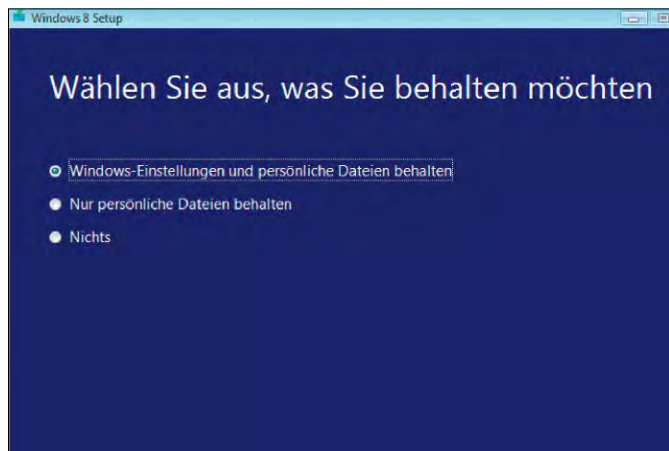 Windows 8 Setup
Wählen Sie aus, was Sie behalten möchten
Windows-Einstellungen und persönliche Dateien behalten
Nur persönliche Dateien behalten
Nichts